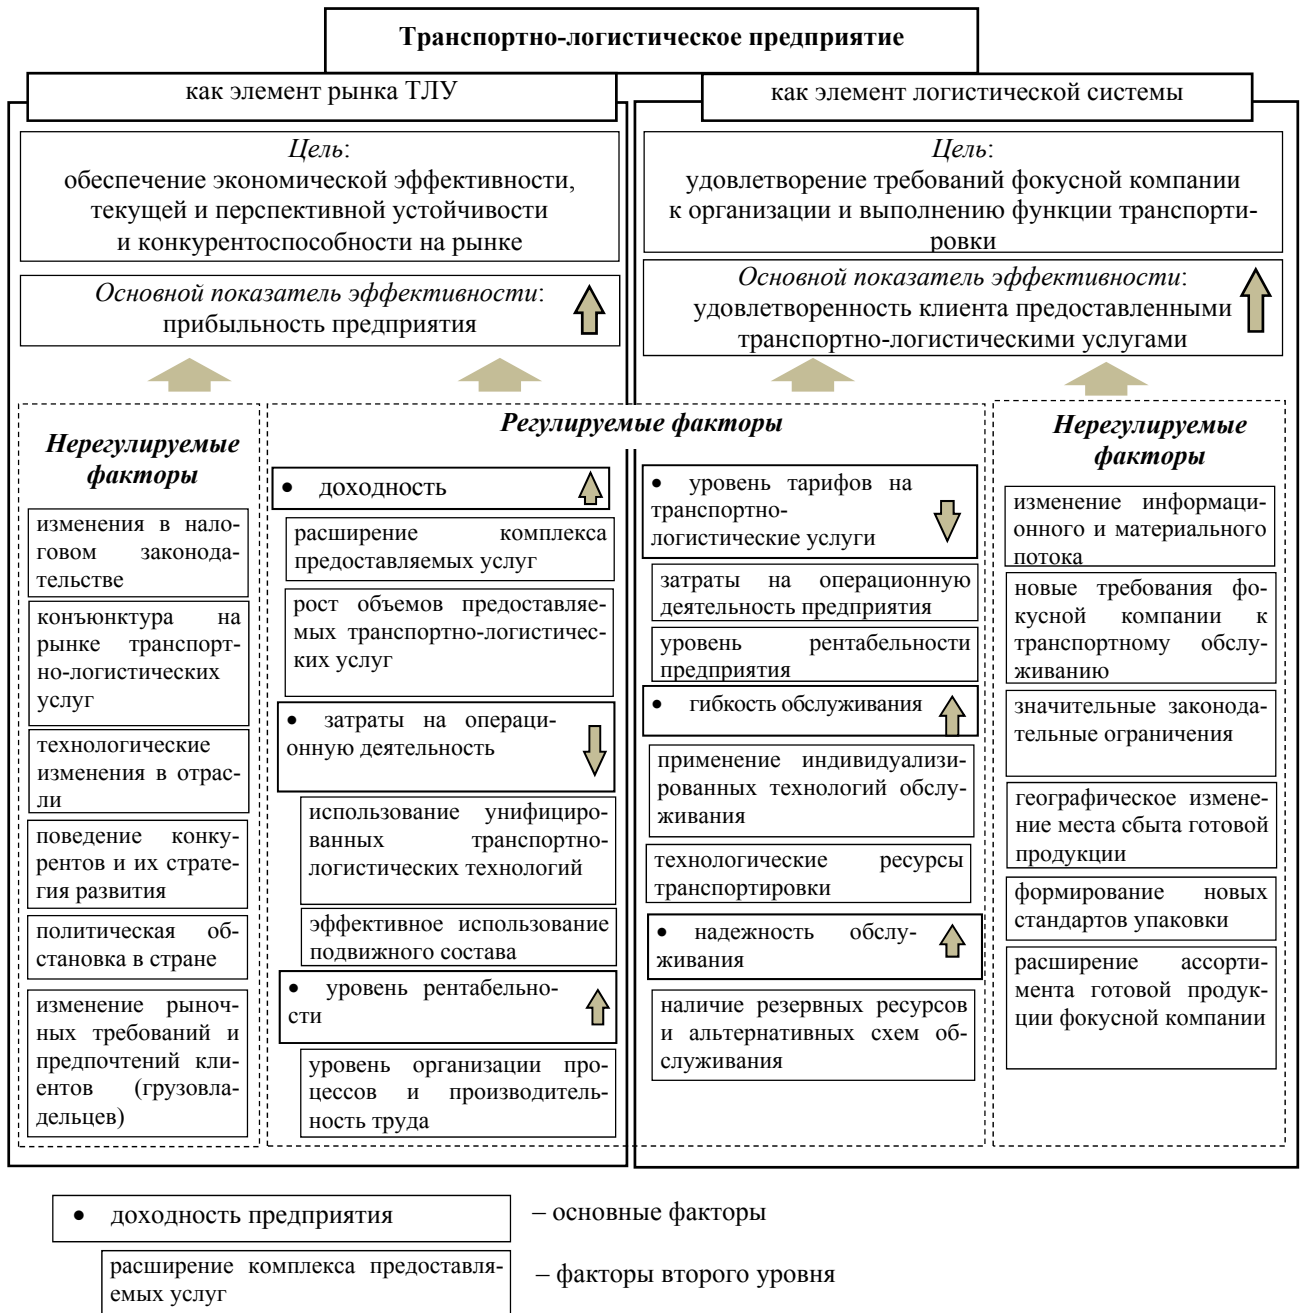 Транспортно-логистическое предприятие
как элемент рынка ТЛУ
Цель:
обеспечение экономической эффективности,
текущей и перспективной устойчивости
и конкурентоспособности на рынке
Основной показатель эффективности:
прибыльность предприятия
как элемент логистической системы
Цель:
удовлетворение требований фокусной компании
к организации и выполнению функции транспорти-
ровки
Основной показатель эффективности:
удовлетворенность клиента предоставленными
транспортно-логистическими услугами
Нерегулируемые
факторы
изменения в нало-
говом законода-
тельстве
конъюнктура на
рынке транспорт-
но-логистических
услуг
технологические
изменения в отрас-
ли
поведение конку-
рентов и их страте-
гия развития
политическая об-
становка в стране
изменение рыноч-
ных требований и
предпочтений кли-
ентов (грузовла-
дельцев)
Регулируемые факторы
• доходность
расширение комплекса
предоставляемых услуг
рост объемов предоставляе-
мых транспортно-логистичес-
ких услуг
• затраты на операци-
онную деятельность
использование унифициро-
ванных транспортно-
логистических технологий
эффективное использование
подвижного состава
• уровень рентабельно-
сти
уровень организации про-
цессов и производитель-
ность труда
• уровень тарифов на
транспортно-
логистические услуги
затраты на операционную
деятельность предприятия
уровень рентабельности
предприятия
• гибкость обслуживания
применение индивидуализи-
рованных технологий обслу-
живания
технологические ресурсы
транспортировки
• надежность обслу-
живания
наличие резервных ресурсов
и альтернативных схем об-
служивания
Нерегулируемые
факторы
изменение информаци-
онного и материального
потока
новые требования фо-
кусной компании к
транспортному обслу-
живанию
значительные законода-
тельные ограничения
географическое измене-
ние места сбыта готовой
продукции
формирование новых
стандартов упаковки
расширение ассорти-
мента готовой продук-
ции фокусной компании
• доходность предприятия
– основные факторы
расширение комплекса предоставля-
емых услуг
– факторы второго уровня